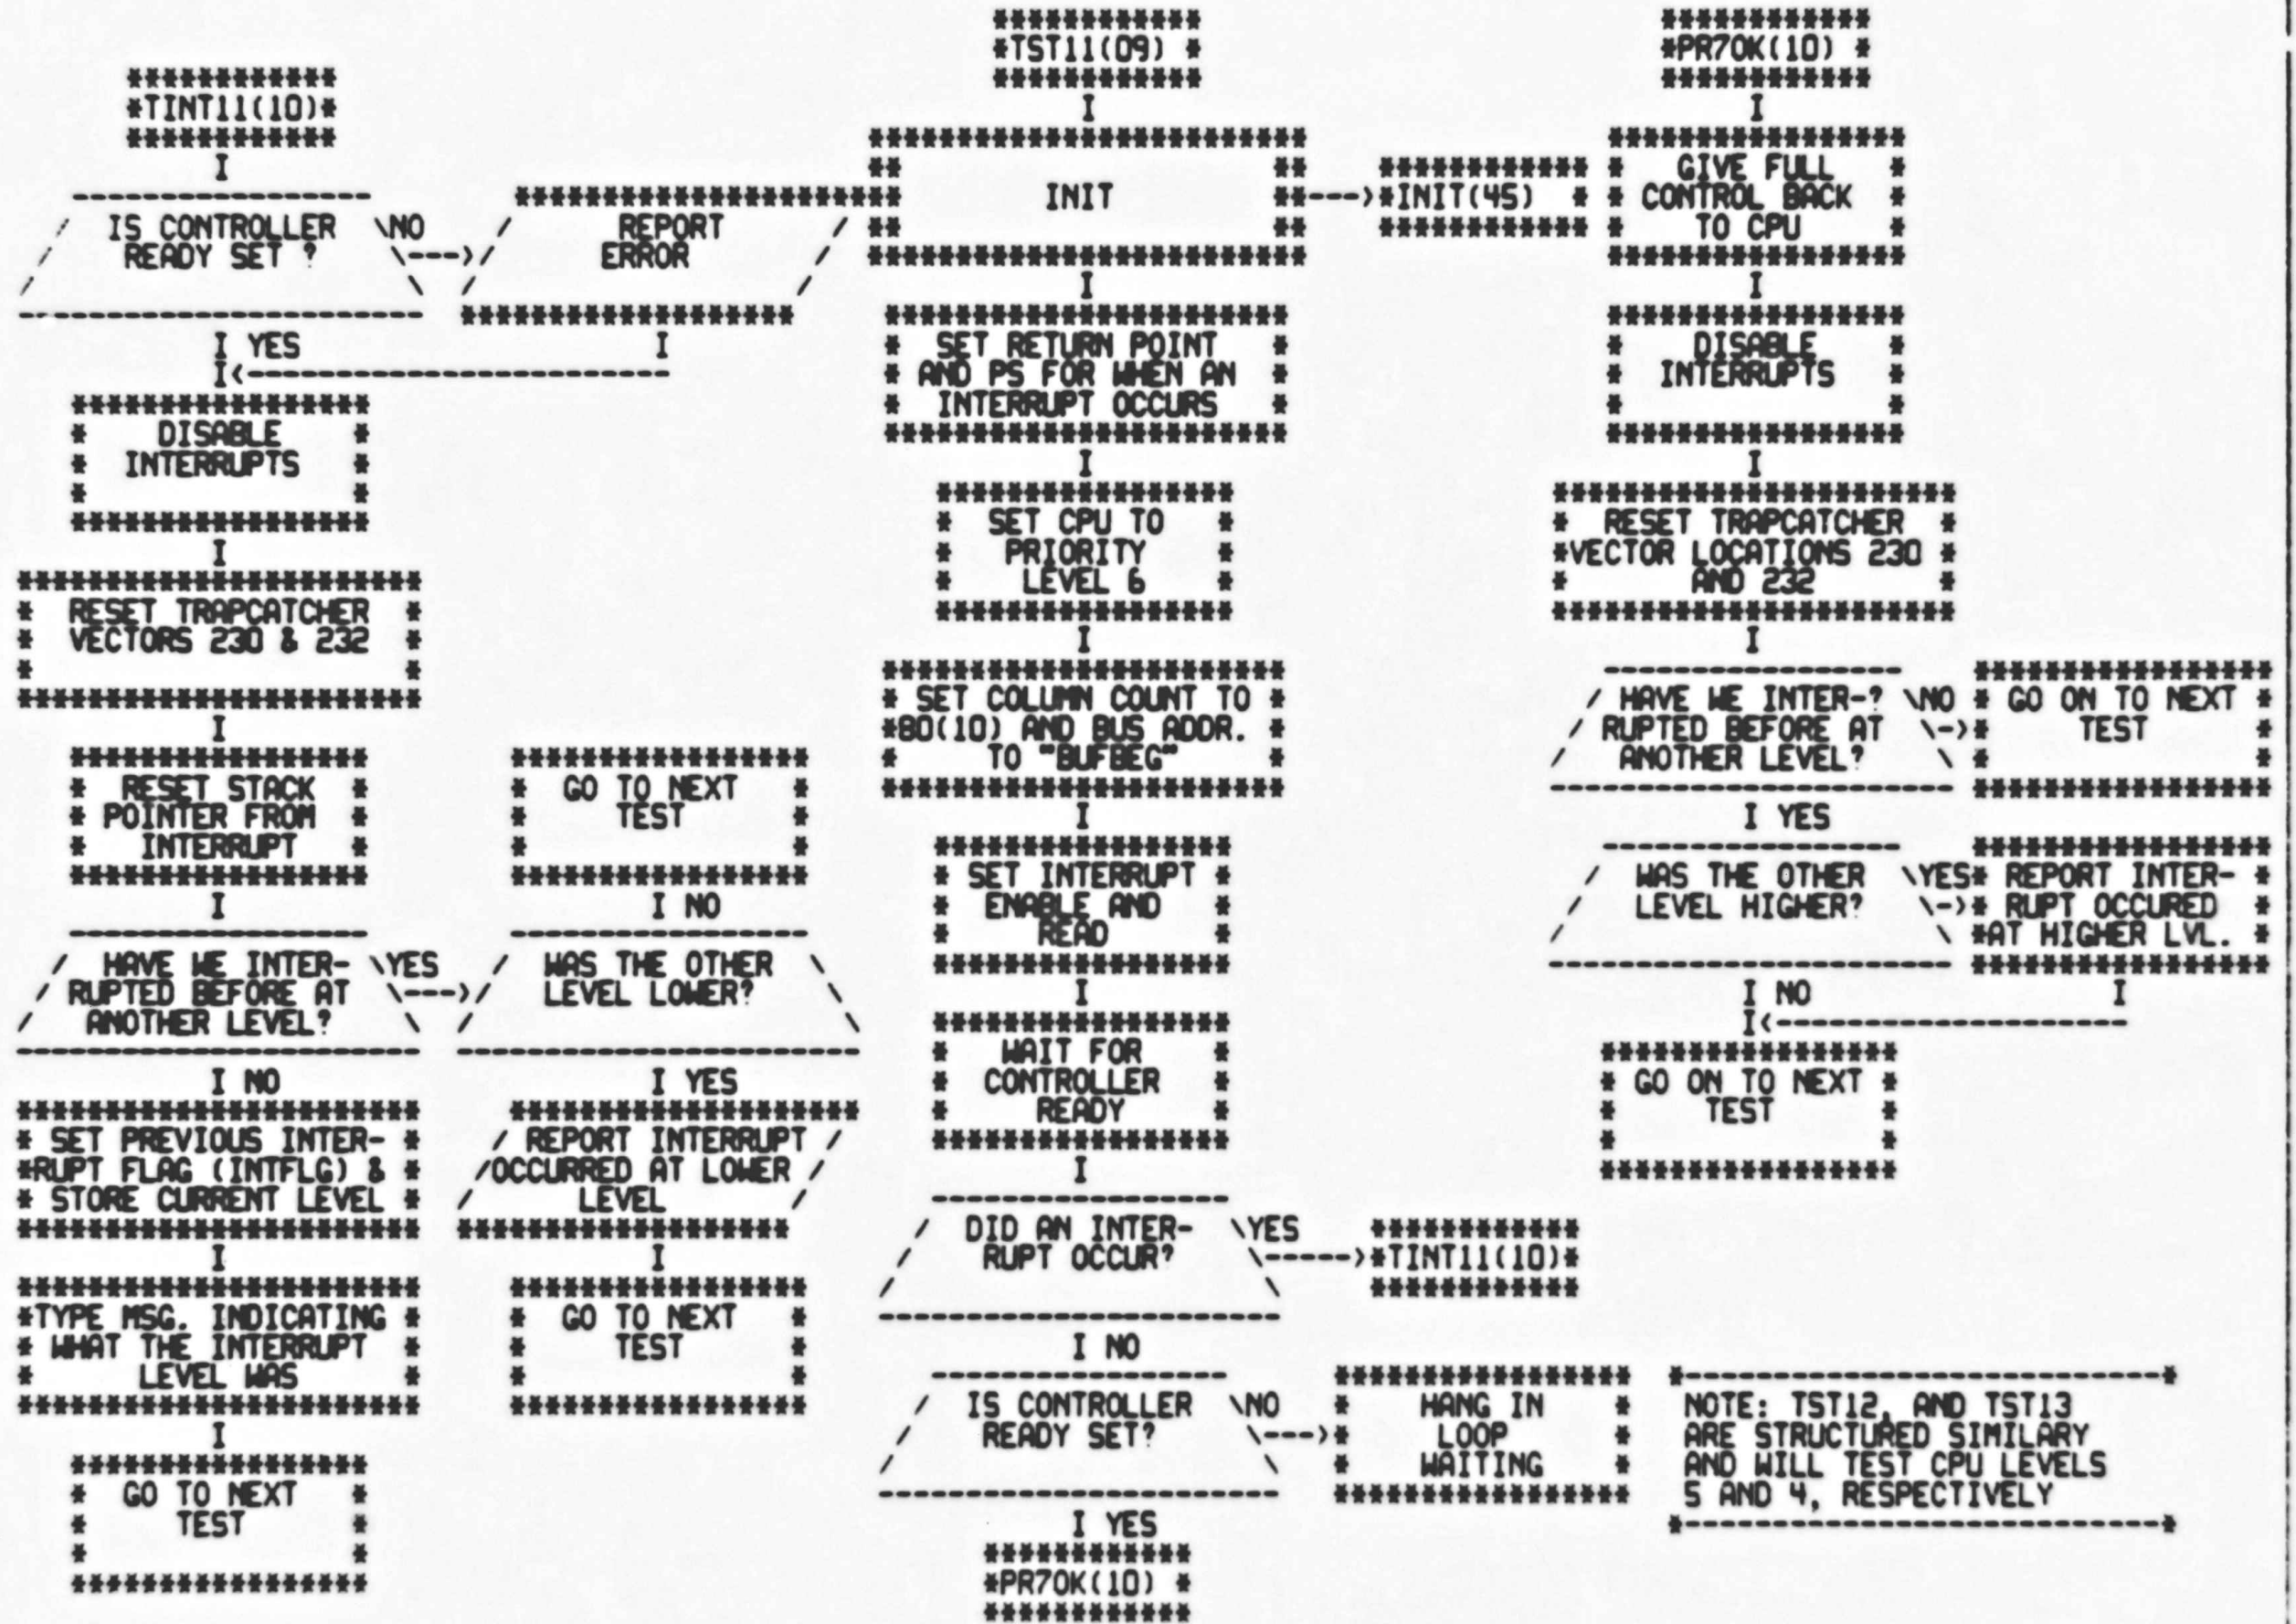 *TINT11(10)*
IS CONTROLLER
READY SET ?
NO
REPORT
ERROR
YES
DISABLE
INTERRUPTS
RESET TRAPCATCHER
VECTORS 230 & 232
RESET STACK
POINTER FROM
INTERRUPT
HAVE WE INTER-
RUPTED BEFORE AT
ANOTHER LEVEL?
YES
NO
SET PREVIOUS INTER-
RUPT FLAG (INTFLG) &
STORE CURRENT LEVEL
TYPE MSG. INDICATING
WHAT THE INTERRUPT
LEVEL WAS
GO TO NEXT
TEST
GO TO NEXT
TEST
NO
WAS THE OTHER
LEVEL LOWER?
YES
REPORT INTERRUPT
OCCURRED AT LOWER
LEVEL
GO TO NEXT
TEST
*TST11(09) *
INIT
*INIT(45) *
SET RETURN POINT
AND PS FOR WHEN AN
INTERRUPT OCCURS
SET CPU TO
PRIORITY
LEVEL 6
SET COLUMN COUNT TO
80(10) AND BUS ADDR.
TO "BUFBEG"
SET INTERRUPT
ENABLE AND
READ
WAIT FOR
CONTROLLER
READY
DID AN INTER-
RUPT OCCUR?
YES
*TINT11(10)*
NO
IS CONTROLLER
READY SET?
NO
HANG IN
LOOP
WAITING
YES
*PR7OK(10) *
*PR7OK(10) *
GIVE FULL
CONTROL BACK
TO CPU
DISABLE
INTERRUPTS
RESET TRAPCATCHER
VECTOR LOCATIONS 230
AND 232
HAVE WE INTER-?
RUPTED BEFORE AT
ANOTHER LEVEL?
NO
GO ON TO NEXT
TEST
YES
WAS THE OTHER
LEVEL HIGHER?
YES
REPORT INTER-
RUPT OCCURED
AT HIGHER LVL.
NO
GO ON TO NEXT
TEST
NOTE: TST12, AND TST13
ARE STRUCTURED SIMILARY
AND WILL TEST CPU LEVELS
5 AND 4, RESPECTIVELY